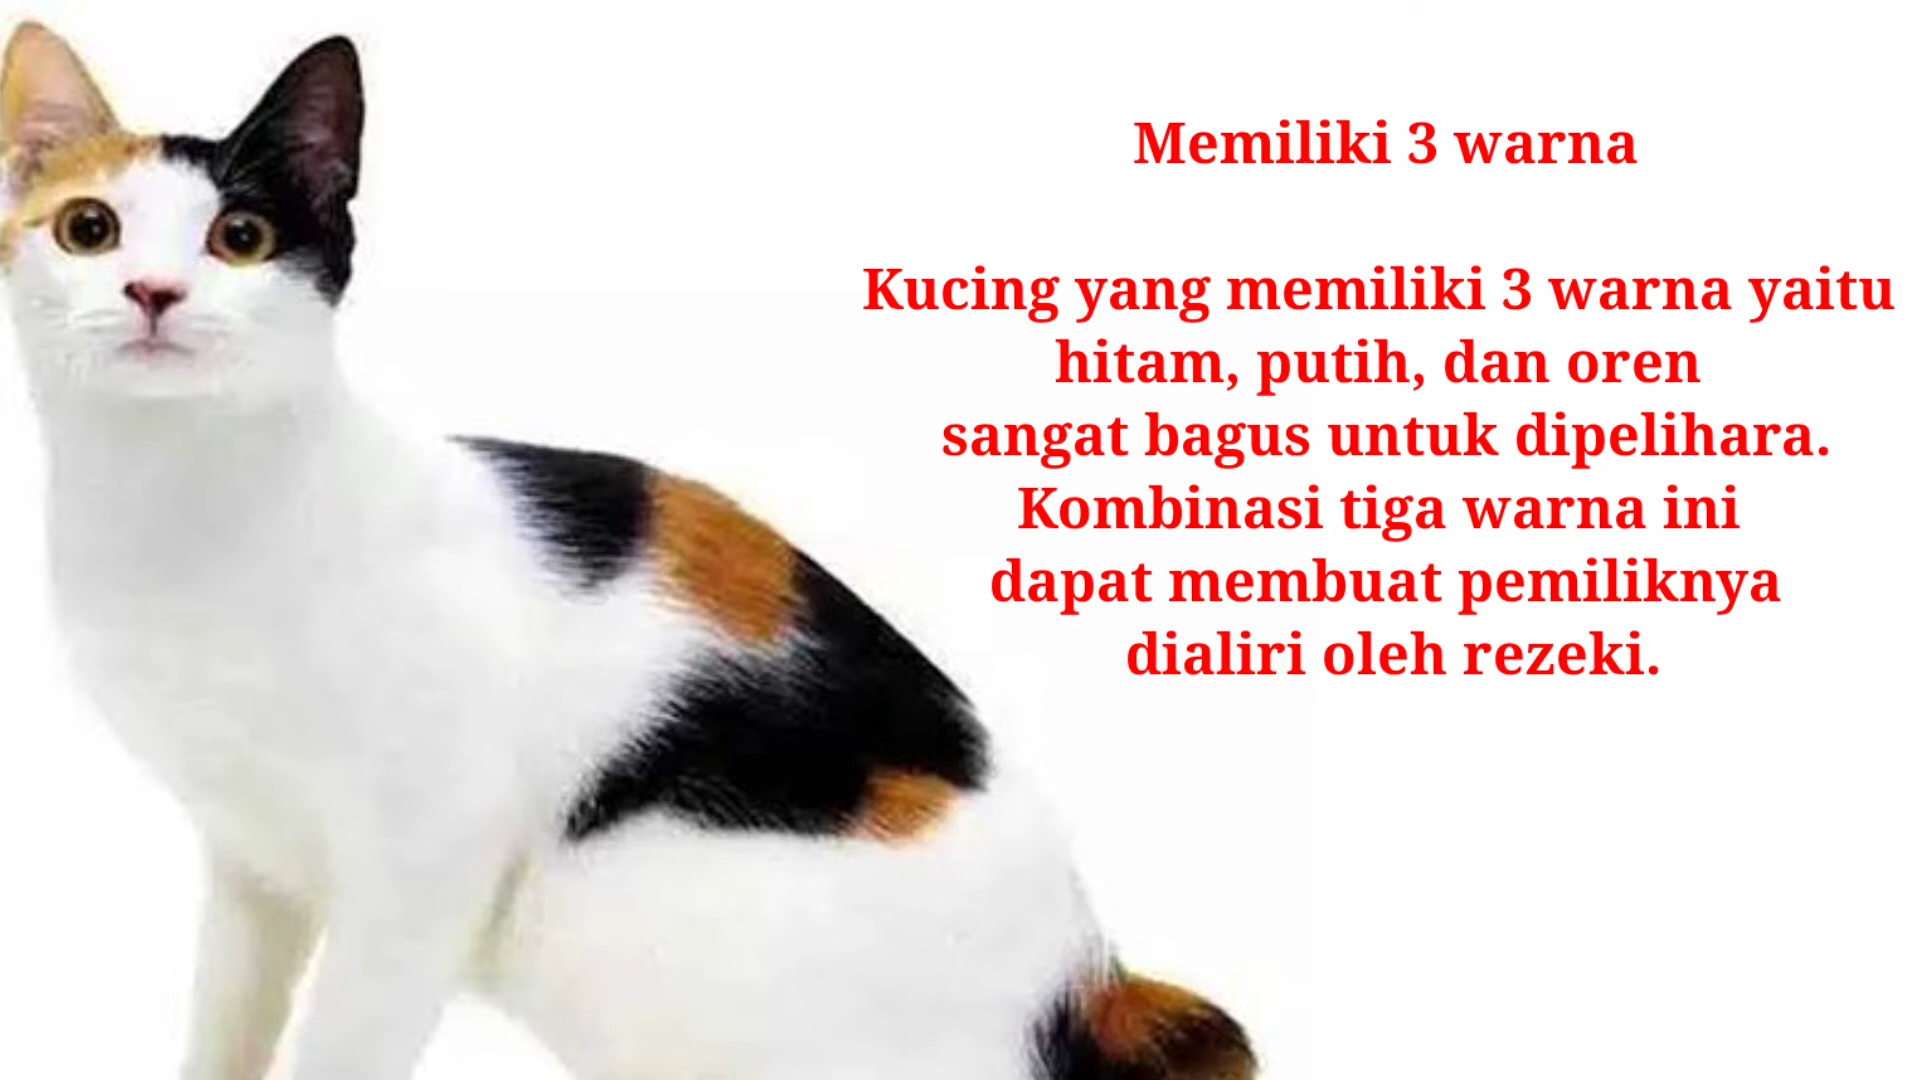 Memiliki 3 warna
Kucing yang memiliki 3 warna yaitu
hitam, putih, dan oren
sangat bagus untuk dipelihara.
Kombinasi tiga warna ini
dapat membuat pemiliknya
dialiri oleh rezeki.